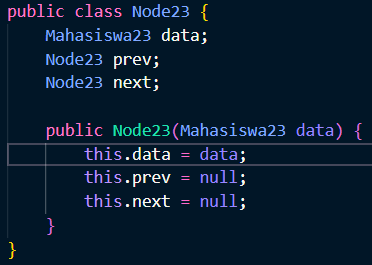 public class Node23 {
    Mahasiswa23 data;
    Node23 prev;
    Node23 next;

    public Node23(Mahasiswa23 data) {
        this.data = data;
        this.prev = null;
        this.next = null;
    }
}